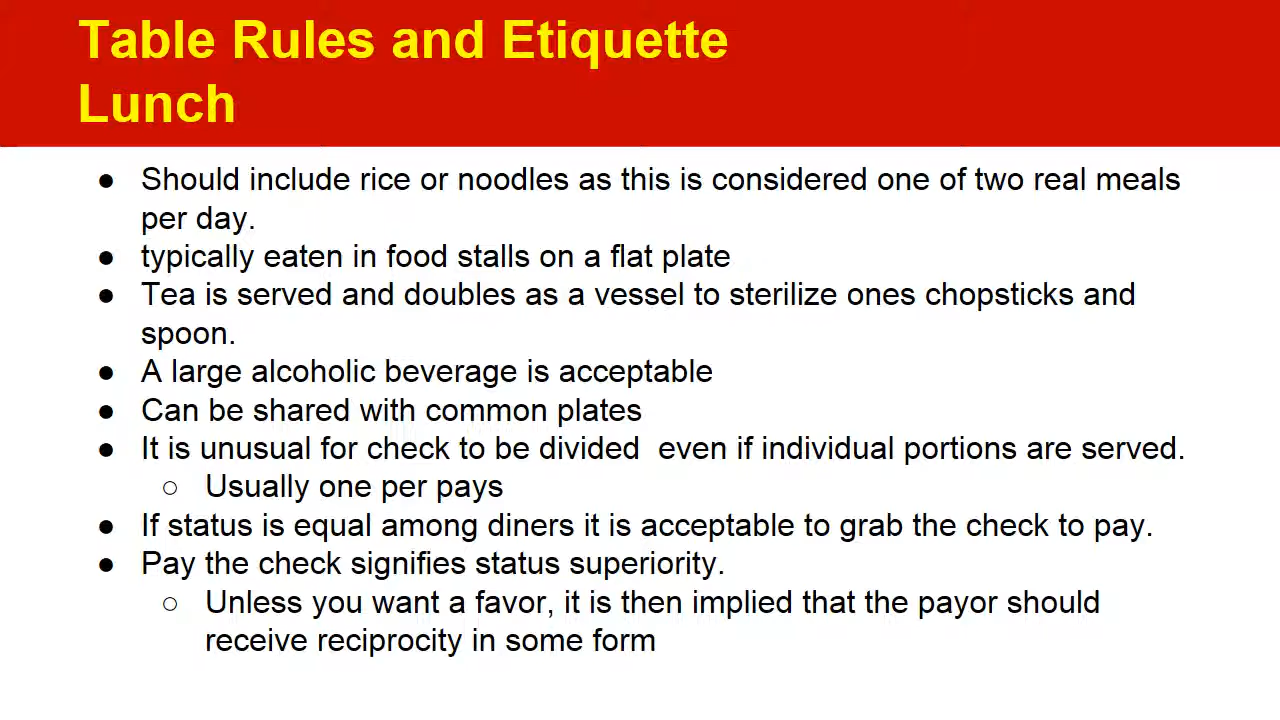 Table Rules and Etiquette
Lunch
● Should include rice or noodles as this is considered one of two real meals
per day.
● typically eaten in food stalls on a flat plate
● Tea is served and doubles as a vessel to sterilize ones chopsticks and
spoon.
● A large alcoholic beverage is acceptable
● Can be shared with common plates
● It is unusual for check to be divided  even if individual portions are served.
○ Usually one per pays
● If status is equal among diners it is acceptable to grab the check to pay.
● Pay the check signifies status superiority.
○ Unless you want a favor, it is then implied that the payor should
receive reciprocity in some form